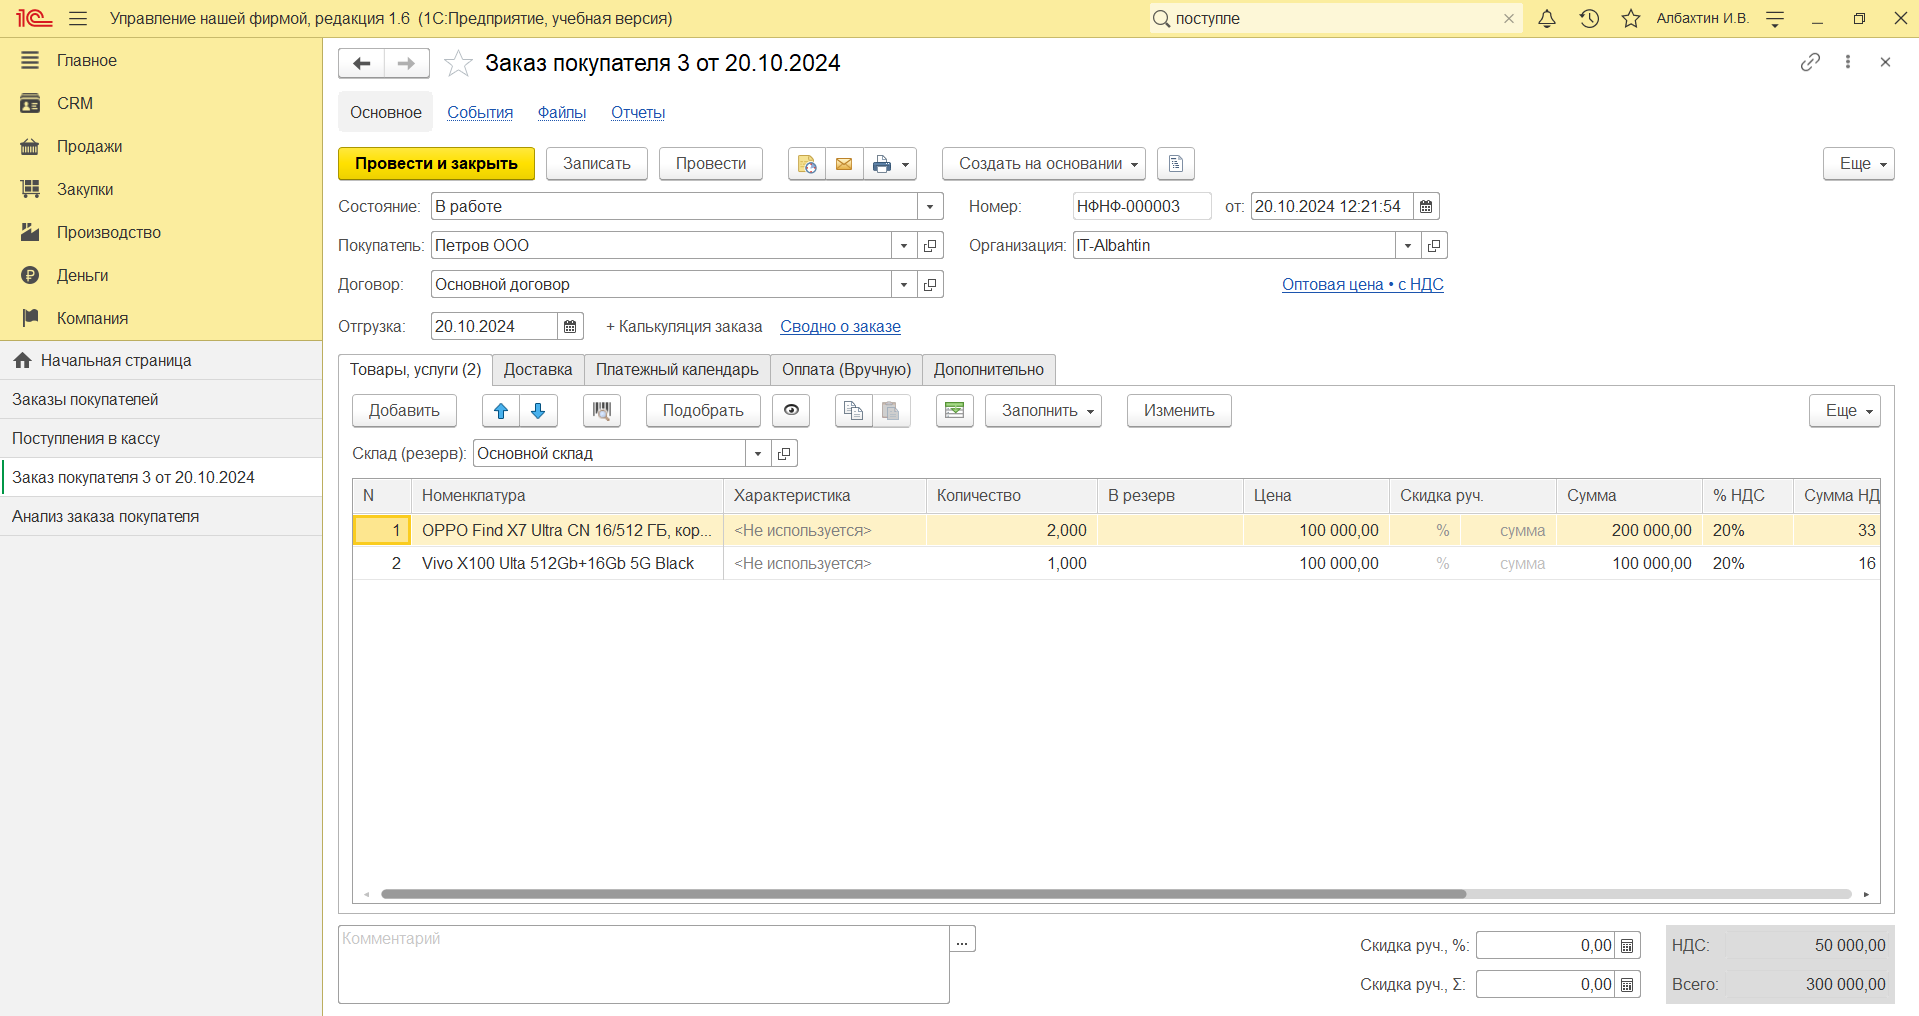 1С Управление нашей фирмой, редакция 1.6 (1С:Предприятие, учебная версия) поступле Албахтин И.В.
Главное
CRM
Продажи
Закупки
Производство
Деньги
Компания
Начальная страница
Заказы покупателей
Поступления в кассу
Заказ покупателя 3 от 20.10.2024
Анализ заказа покупателя
Заказ покупателя 3 от 20.10.2024
Основное События Файлы Отчеты
Провести и закрыть Записать Провести Создать на основании Еще
Состояние: В работе Номер: НФНФ-000003 от: 20.10.2024 12:21:54
Покупатель: Петров ООО Организация: IT-Albahtin
Договор: Основной договор Оптовая цена • с НДС
Отгрузка: 20.10.2024 + Калькуляция заказа Сводно о заказе
Товары, услуги (2) Доставка Платежный календарь Оплата (Вручную) Дополнительно
Добавить Подобрать Заполнить Изменить Еще
Склад (резерв): Основной склад
N Номенклатура Характеристика Количество В резерв Цена Скидка руч. Сумма % НДС Сумма НД
1 OPPO Find X7 Ultra CN 16/512 ГБ, кор... <Не используется> 2,000 100 000,00 % сумма 200 000,00 20% 33
2 Vivo X100 Ulta 512Gb+16Gb 5G Black <Не используется> 1,000 100 000,00 % сумма 100 000,00 20% 16
Комментарий ...
Скидка руч., %: 0,00 НДС: 50 000,00
Скидка руч., Σ: 0,00 Всего: 300 000,00